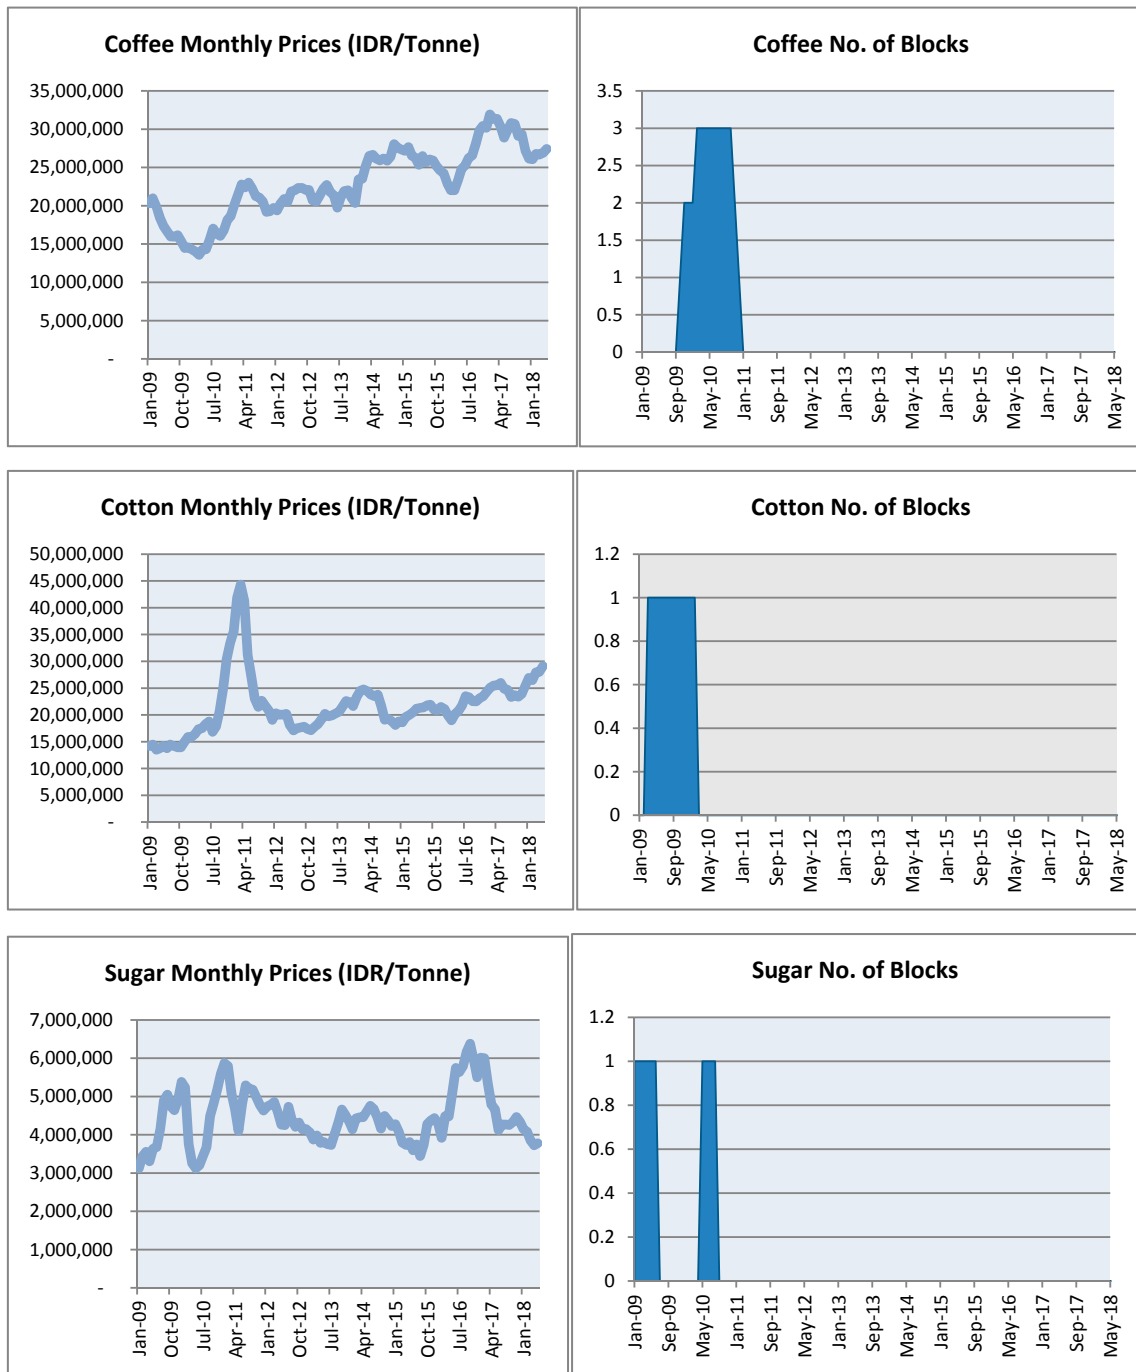 Coffee Monthly Prices (IDR/Tonne)
35,000,000
30,000,000
25,000,000
20,000,000
15,000,000
10,000,000
5,000,000
-
Jan-09
Oct-09
Jul-10
Apr-11
Jan-12
Oct-12
Jul-13
Apr-14
Jan-15
Oct-15
Jul-16
Apr-17
Jan-18
Coffee No. of Blocks
3.5
3
2.5
2
1.5
1
0.5
0
Jan-09
Sep-09
May-10
Jan-11
Sep-11
May-12
Jan-13
Sep-13
May-14
Jan-15
Sep-15
May-16
Jan-17
Sep-17
May-18
Cotton Monthly Prices (IDR/Tonne)
50,000,000
45,000,000
40,000,000
35,000,000
30,000,000
25,000,000
20,000,000
15,000,000
10,000,000
5,000,000
-
Jan-09
Oct-09
Jul-10
Apr-11
Jan-12
Oct-12
Jul-13
Apr-14
Jan-15
Oct-15
Jul-16
Apr-17
Jan-18
Cotton No. of Blocks
1.2
1
0.8
0.6
0.4
0.2
0
Jan-09
Sep-09
May-10
Jan-11
Sep-11
May-12
Jan-13
Sep-13
May-14
Jan-15
Sep-15
May-16
Jan-17
Sep-17
May-18
Sugar Monthly Prices (IDR/Tonne)
7,000,000
6,000,000
5,000,000
4,000,000
3,000,000
2,000,000
1,000,000
-
Jan-09
Oct-09
Jul-10
Apr-11
Jan-12
Oct-12
Jul-13
Apr-14
Jan-15
Oct-15
Jul-16
Apr-17
Jan-18
Sugar No. of Blocks
1.2
1
0.8
0.6
0.4
0.2
0
Jan-09
Sep-09
May-10
Jan-11
Sep-11
May-12
Jan-13
Sep-13
May-14
Jan-15
Sep-15
May-16
Jan-17
Sep-17
May-18